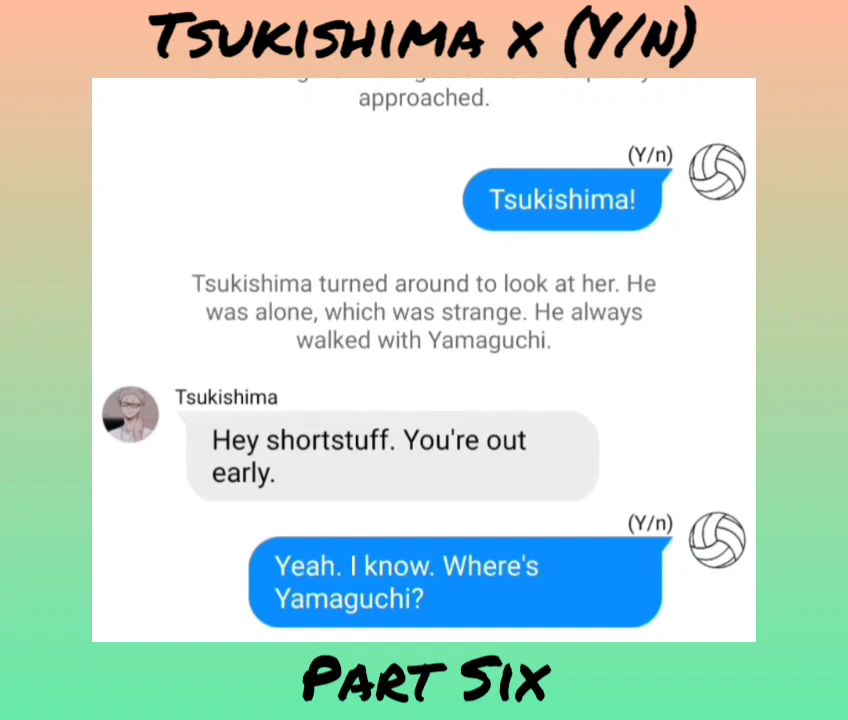 Tsukishima x (Y/n)
approached.
(Y/n)
Tsukishima!
Tsukishima turned around to look at her. He
was alone, which was strange. He always
walked with Yamaguchi.
Tsukishima
Hey shortstuff. You're out
early.
(Y/n)
Yeah. I know. Where's
Yamaguchi?
Part Six